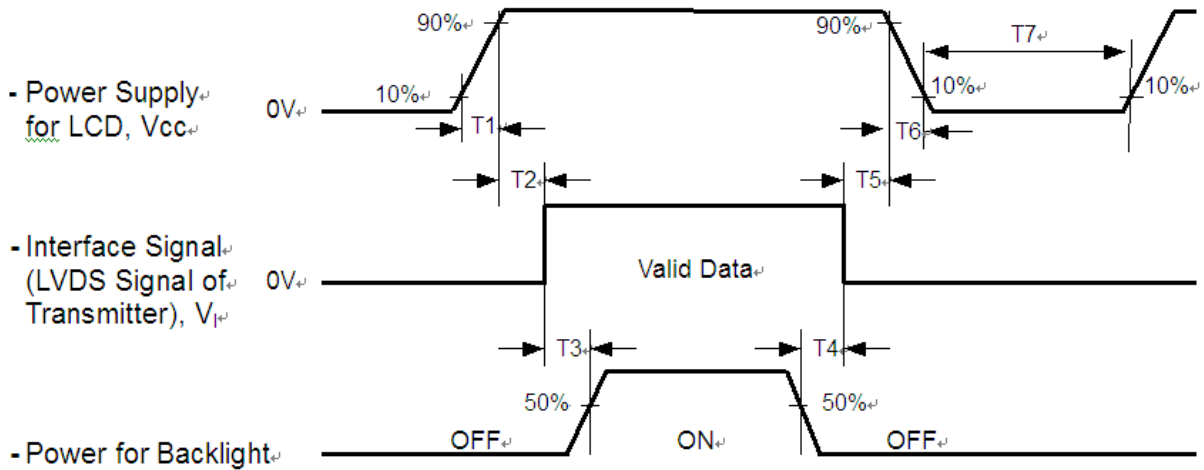 90%
90%
T7
- Power Supply
for LCD, Vcc
0V
10%
10%
10%
T1
T6
T2
T5
- Interface Signal
(LVDS Signal of
Transmitter), VI
0V
Valid Data
T3
T4
50%
50%
- Power for Backlight
OFF
ON
OFF